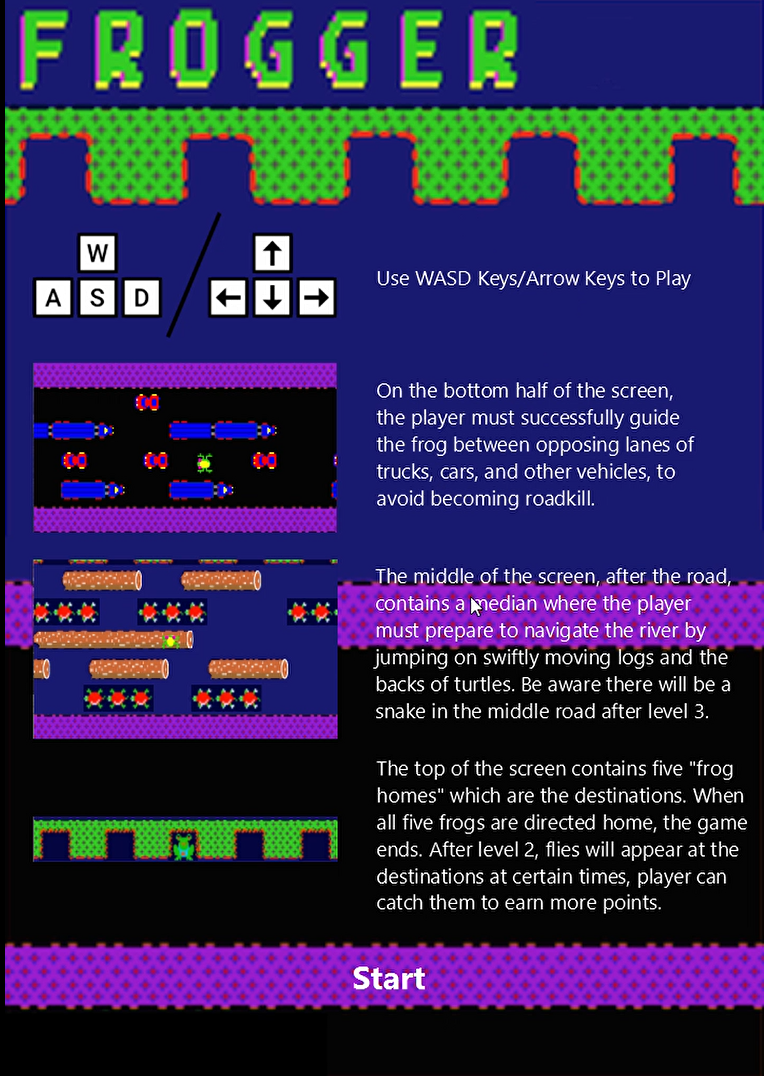 FROGGER
W
A S D
↑
← ↓ →
Use WASD Keys/Arrow Keys to Play
On the bottom half of the screen,
the player must successfully guide
the frog between opposing lanes of
trucks, cars, and other vehicles, to
avoid becoming roadkill.
The middle of the screen, after the road,
contains a median where the player
must prepare to navigate the river by
jumping on swiftly moving logs and the
backs of turtles. Be aware there will be a
snake in the middle road after level 3.
The top of the screen contains five "frog
homes" which are the destinations. When
all five frogs are directed home, the game
ends. After level 2, flies will appear at the
destinations at certain times, player can
catch them to earn more points.
Start